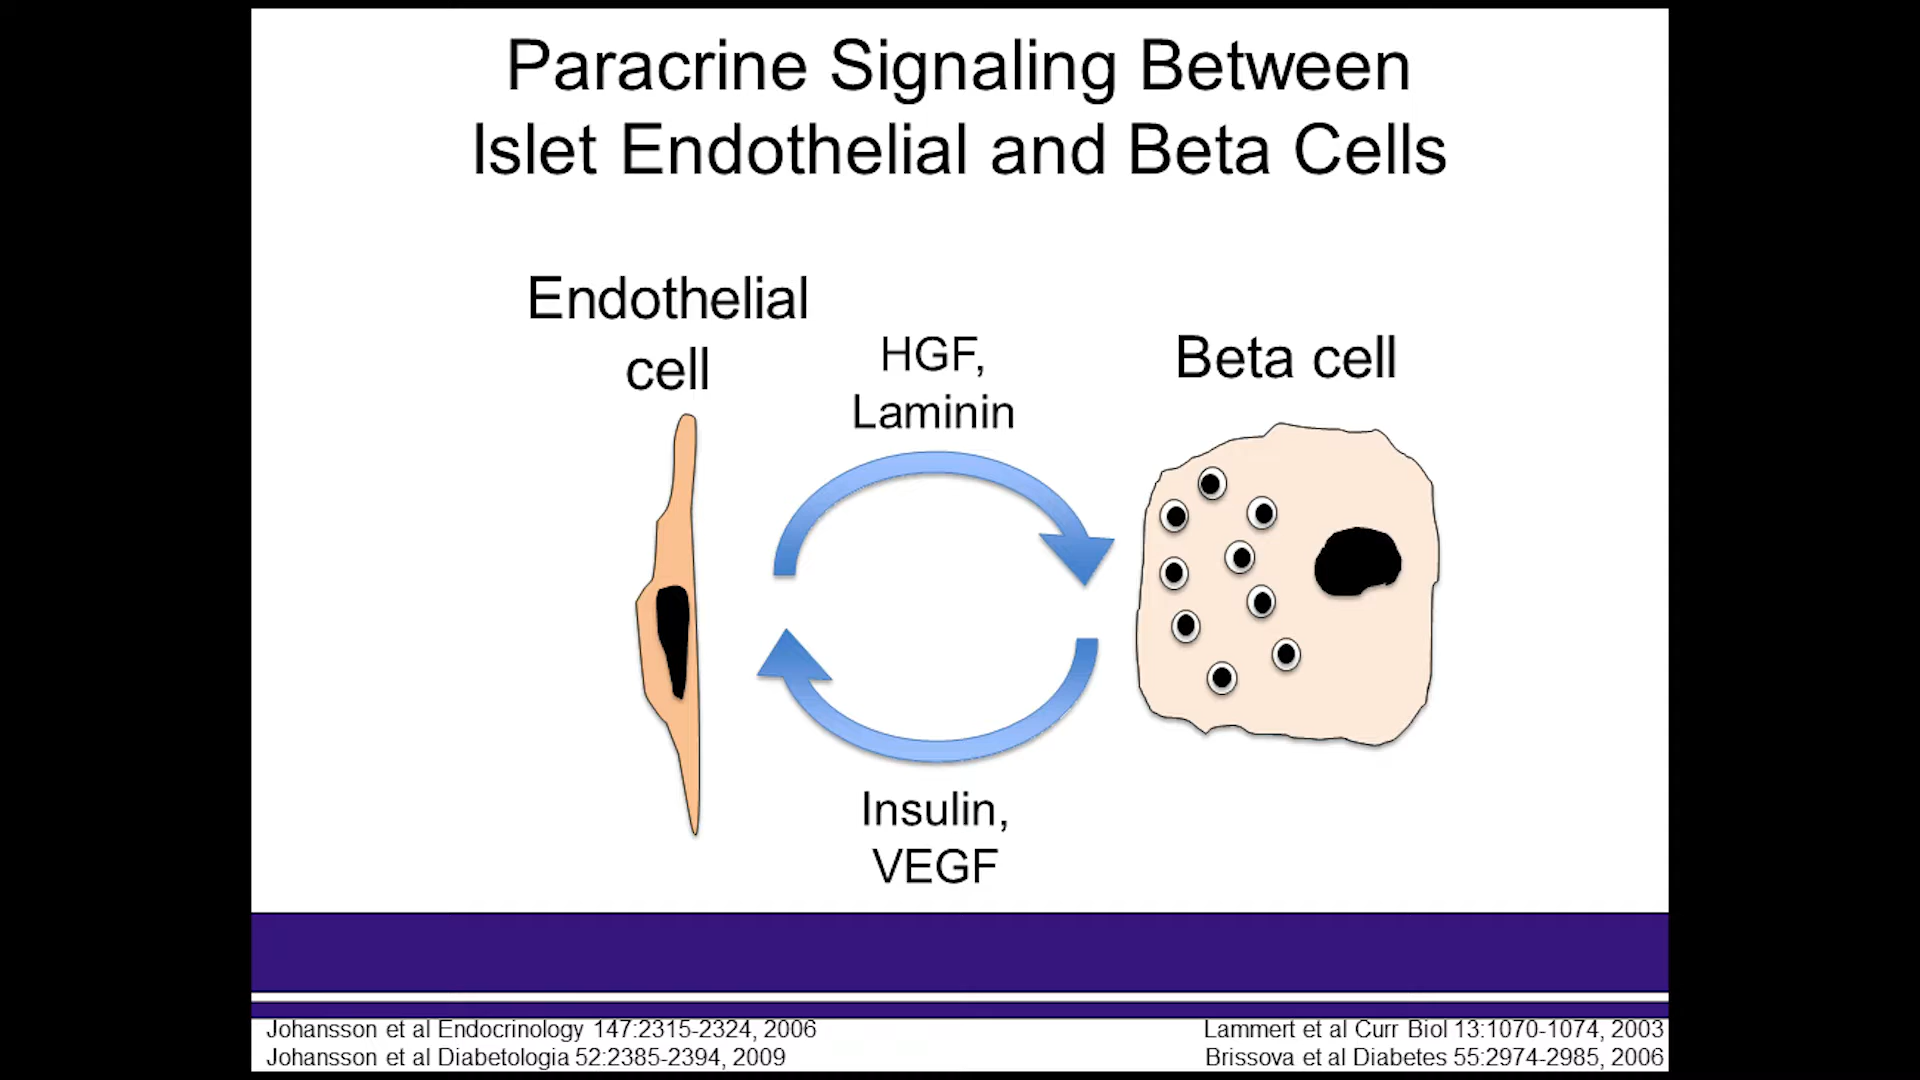 Paracrine Signaling Between
Islet Endothelial and Beta Cells
Endothelial
cell
HGF,
Laminin
Beta cell
Insulin,
VEGF
Johansson et al Endocrinology 147:2315-2324, 2006
Johansson et al Diabetologia 52:2385-2394, 2009
Lammert et al Curr Biol 13:1070-1074, 2003
Brissova et al Diabetes 55:2974-2985, 2006